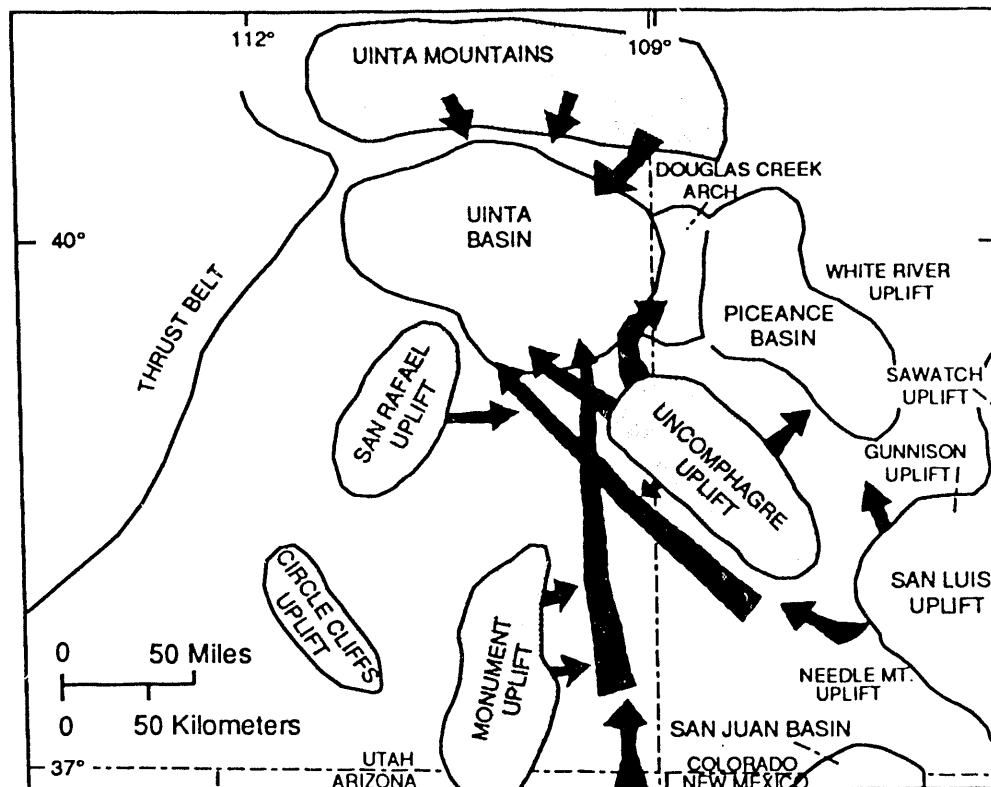 112°
109°
UINTA MOUNTAINS
DOUGLAS CREEK
ARCH
UINTA
BASIN
40°
WHITE RIVER
UPLIFT
THRUST BELT
PICEANCE
BASIN
SAN RAFAEL
UPLIFT
SAWATCH
UPLIFT
UNCOMPHAGRE
UPLIFT
GUNNISON
UPLIFT
CIRCLE CLIFFS
UPLIFT
SAN LUIS
UPLIFT
MONUMENT
UPLIFT
0 50 Miles
0 50 Kilometers
NEEDLE MT.
UPLIFT
SAN JUAN BASIN
37°
UTAH
ARIZONA
COLORADO
NEW MEXICO